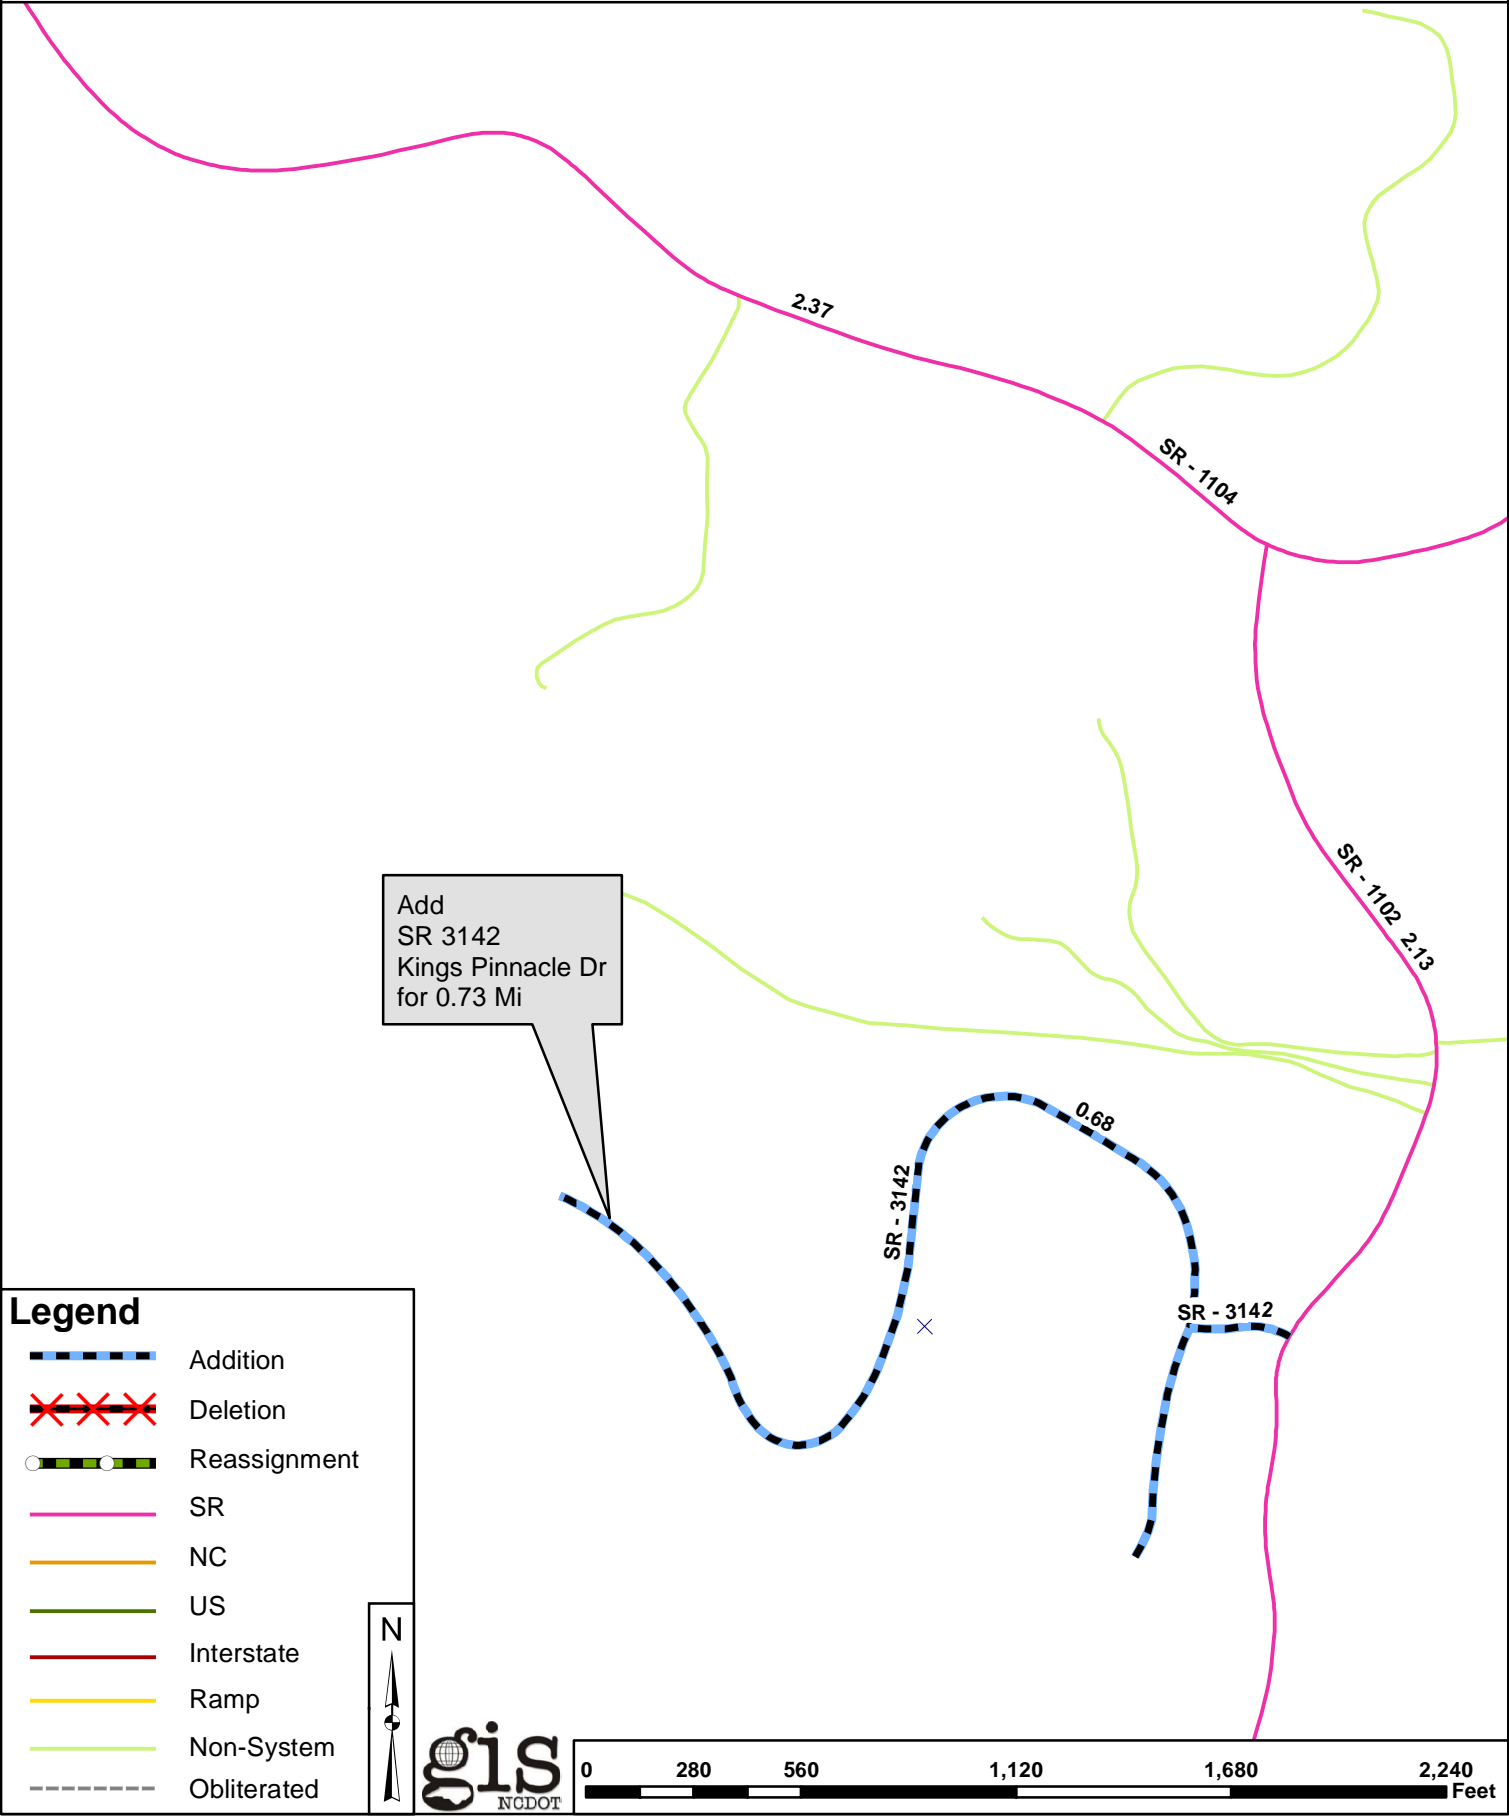 2.37
SR - 1104
SR - 1102 2.13
Add
SR 3142
Kings Pinnacle Dr
for 0.73 Mi
0.68
SR - 3142
SR - 3142
Legend
Addition
Deletion
Reassignment
SR
NC
US
Interstate
Ramp
Non-System
Obliterated
N
gis
NCDOT
0 280 560 1,120 1,680 2,240
Feet